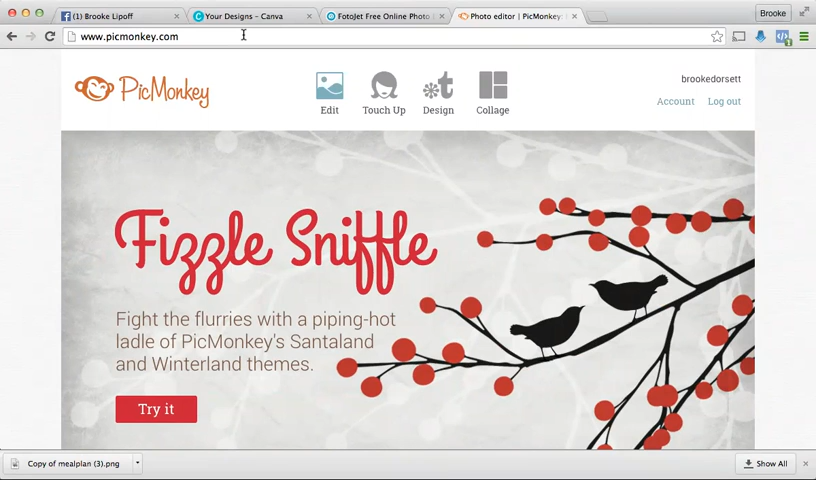 (1) Brooke Lipoff
Your Designs - Canva
FotoJet Free Online Photo
Photo editor | PicMonkey:
Brooke
www.picmonkey.com
PicMonkey
Edit
Touch Up
Design
Collage
brookedorsett
Account
Log out
Fizzle Sniffle
Fight the flurries with a piping-hot
ladle of PicMonkey's Santaland
and Winterland themes.
Try it
Copy of mealplan (3).png
Show All